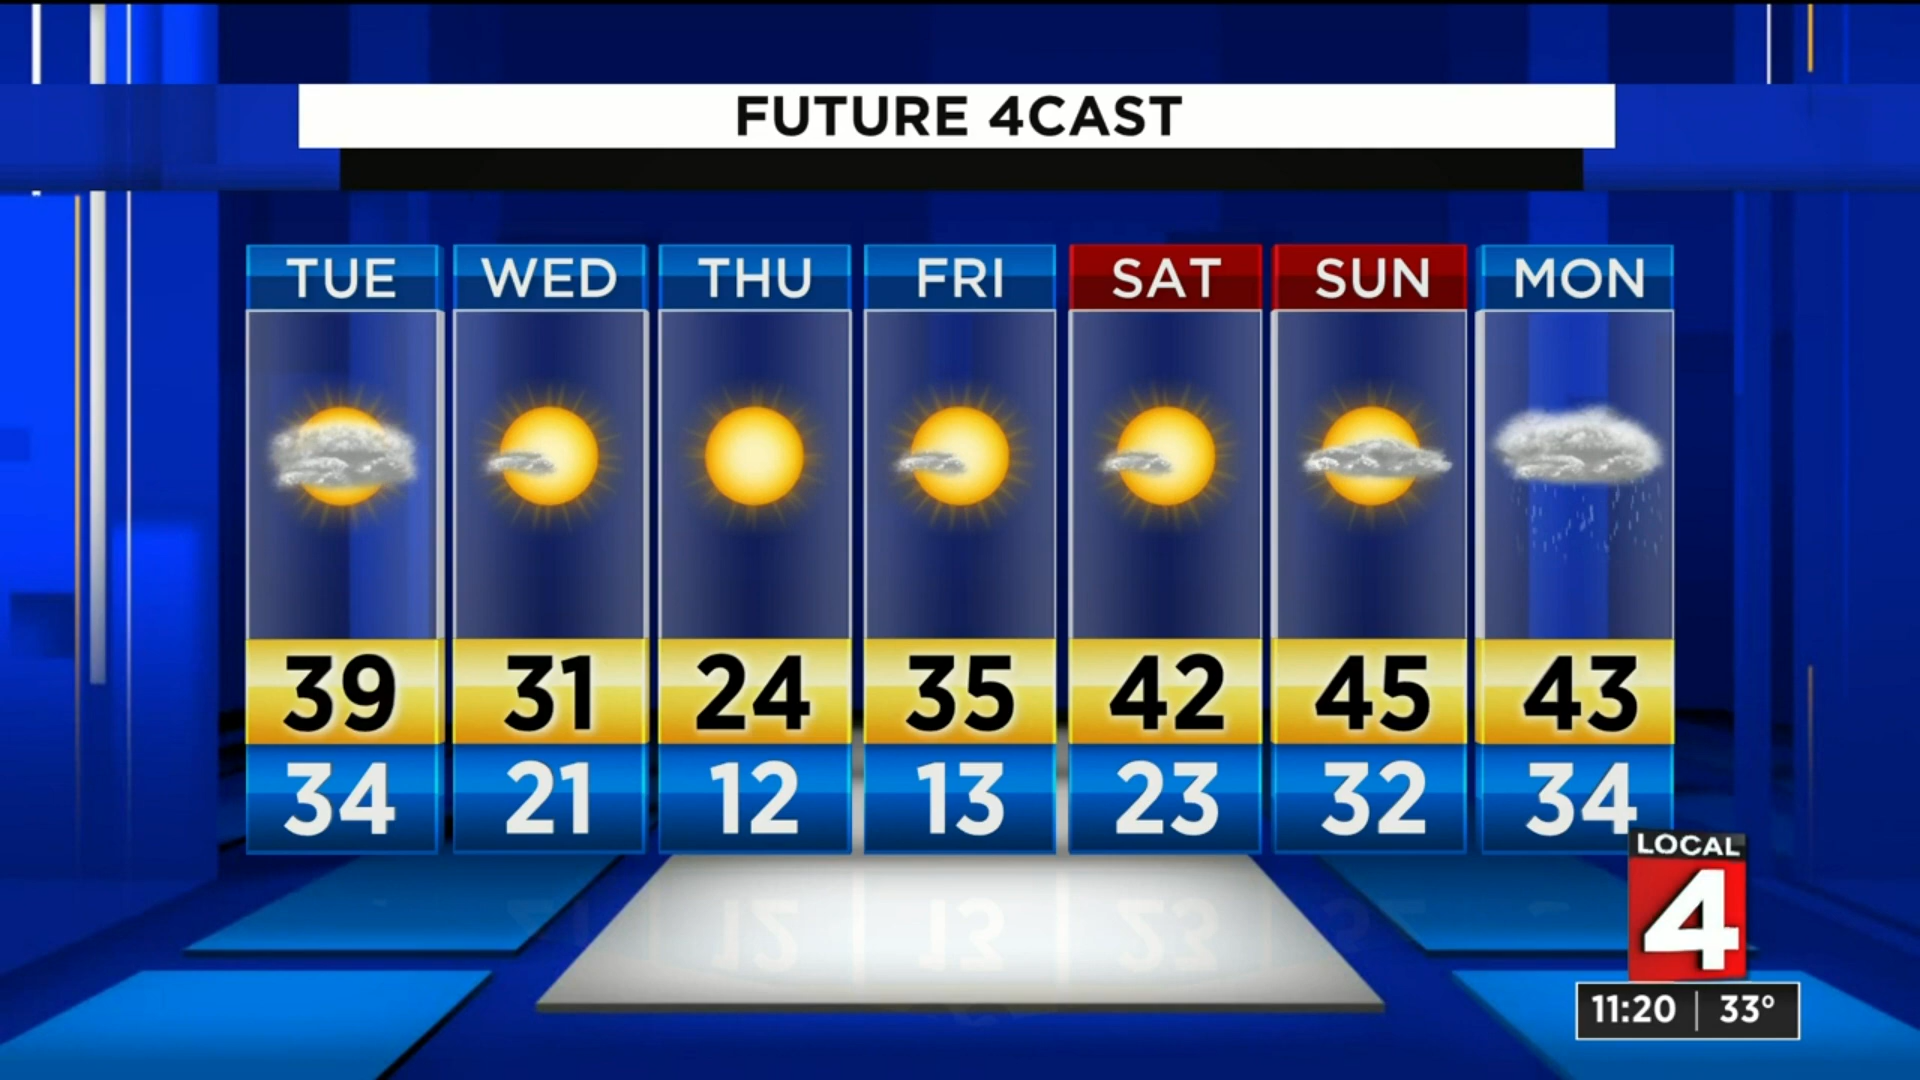 FUTURE 4CAST
TUE WED THU FRI SAT SUN MON
39 31 24 35 42 45 43
34 21 12 13 23 32 34
LOCAL
4
11:20 33°